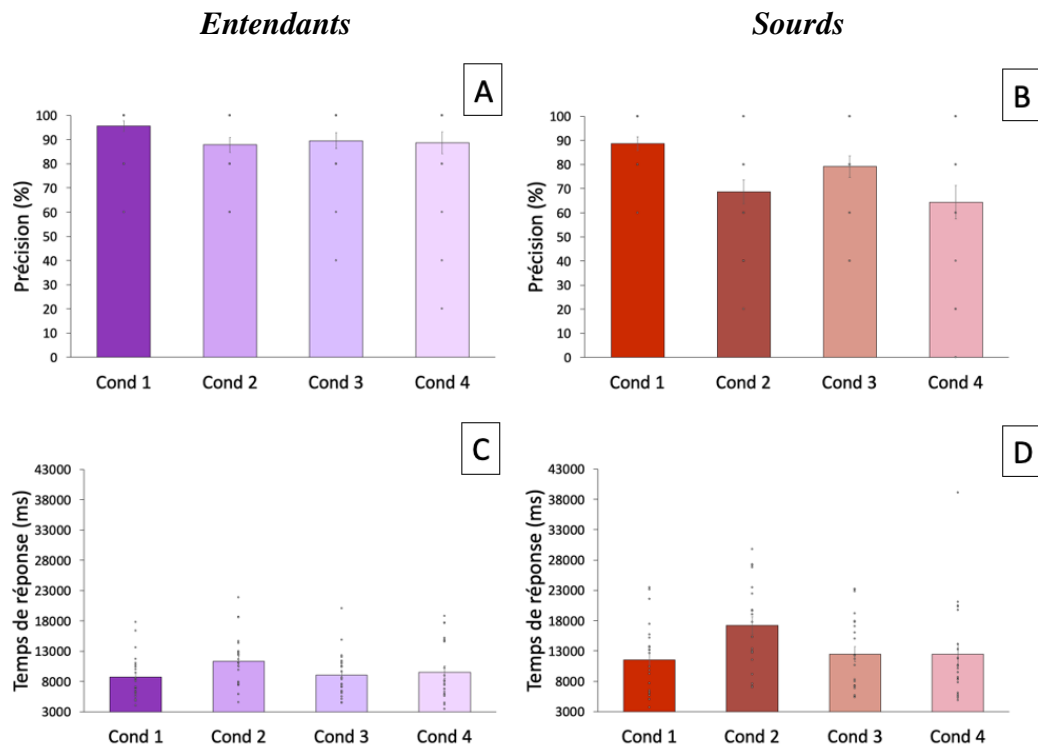 Entendants
Sourds
A
Précision (%)
100
90
80
70
60
50
40
30
20
10
0
Cond 1 Cond 2 Cond 3 Cond 4
B
Précision (%)
100
90
80
70
60
50
40
30
20
10
0
Cond 1 Cond 2 Cond 3 Cond 4
C
Temps de réponse (ms)
43000
38000
33000
28000
23000
18000
13000
8000
3000
Cond 1 Cond 2 Cond 3 Cond 4
D
Temps de réponse (ms)
43000
38000
33000
28000
23000
18000
13000
8000
3000
Cond 1 Cond 2 Cond 3 Cond 4